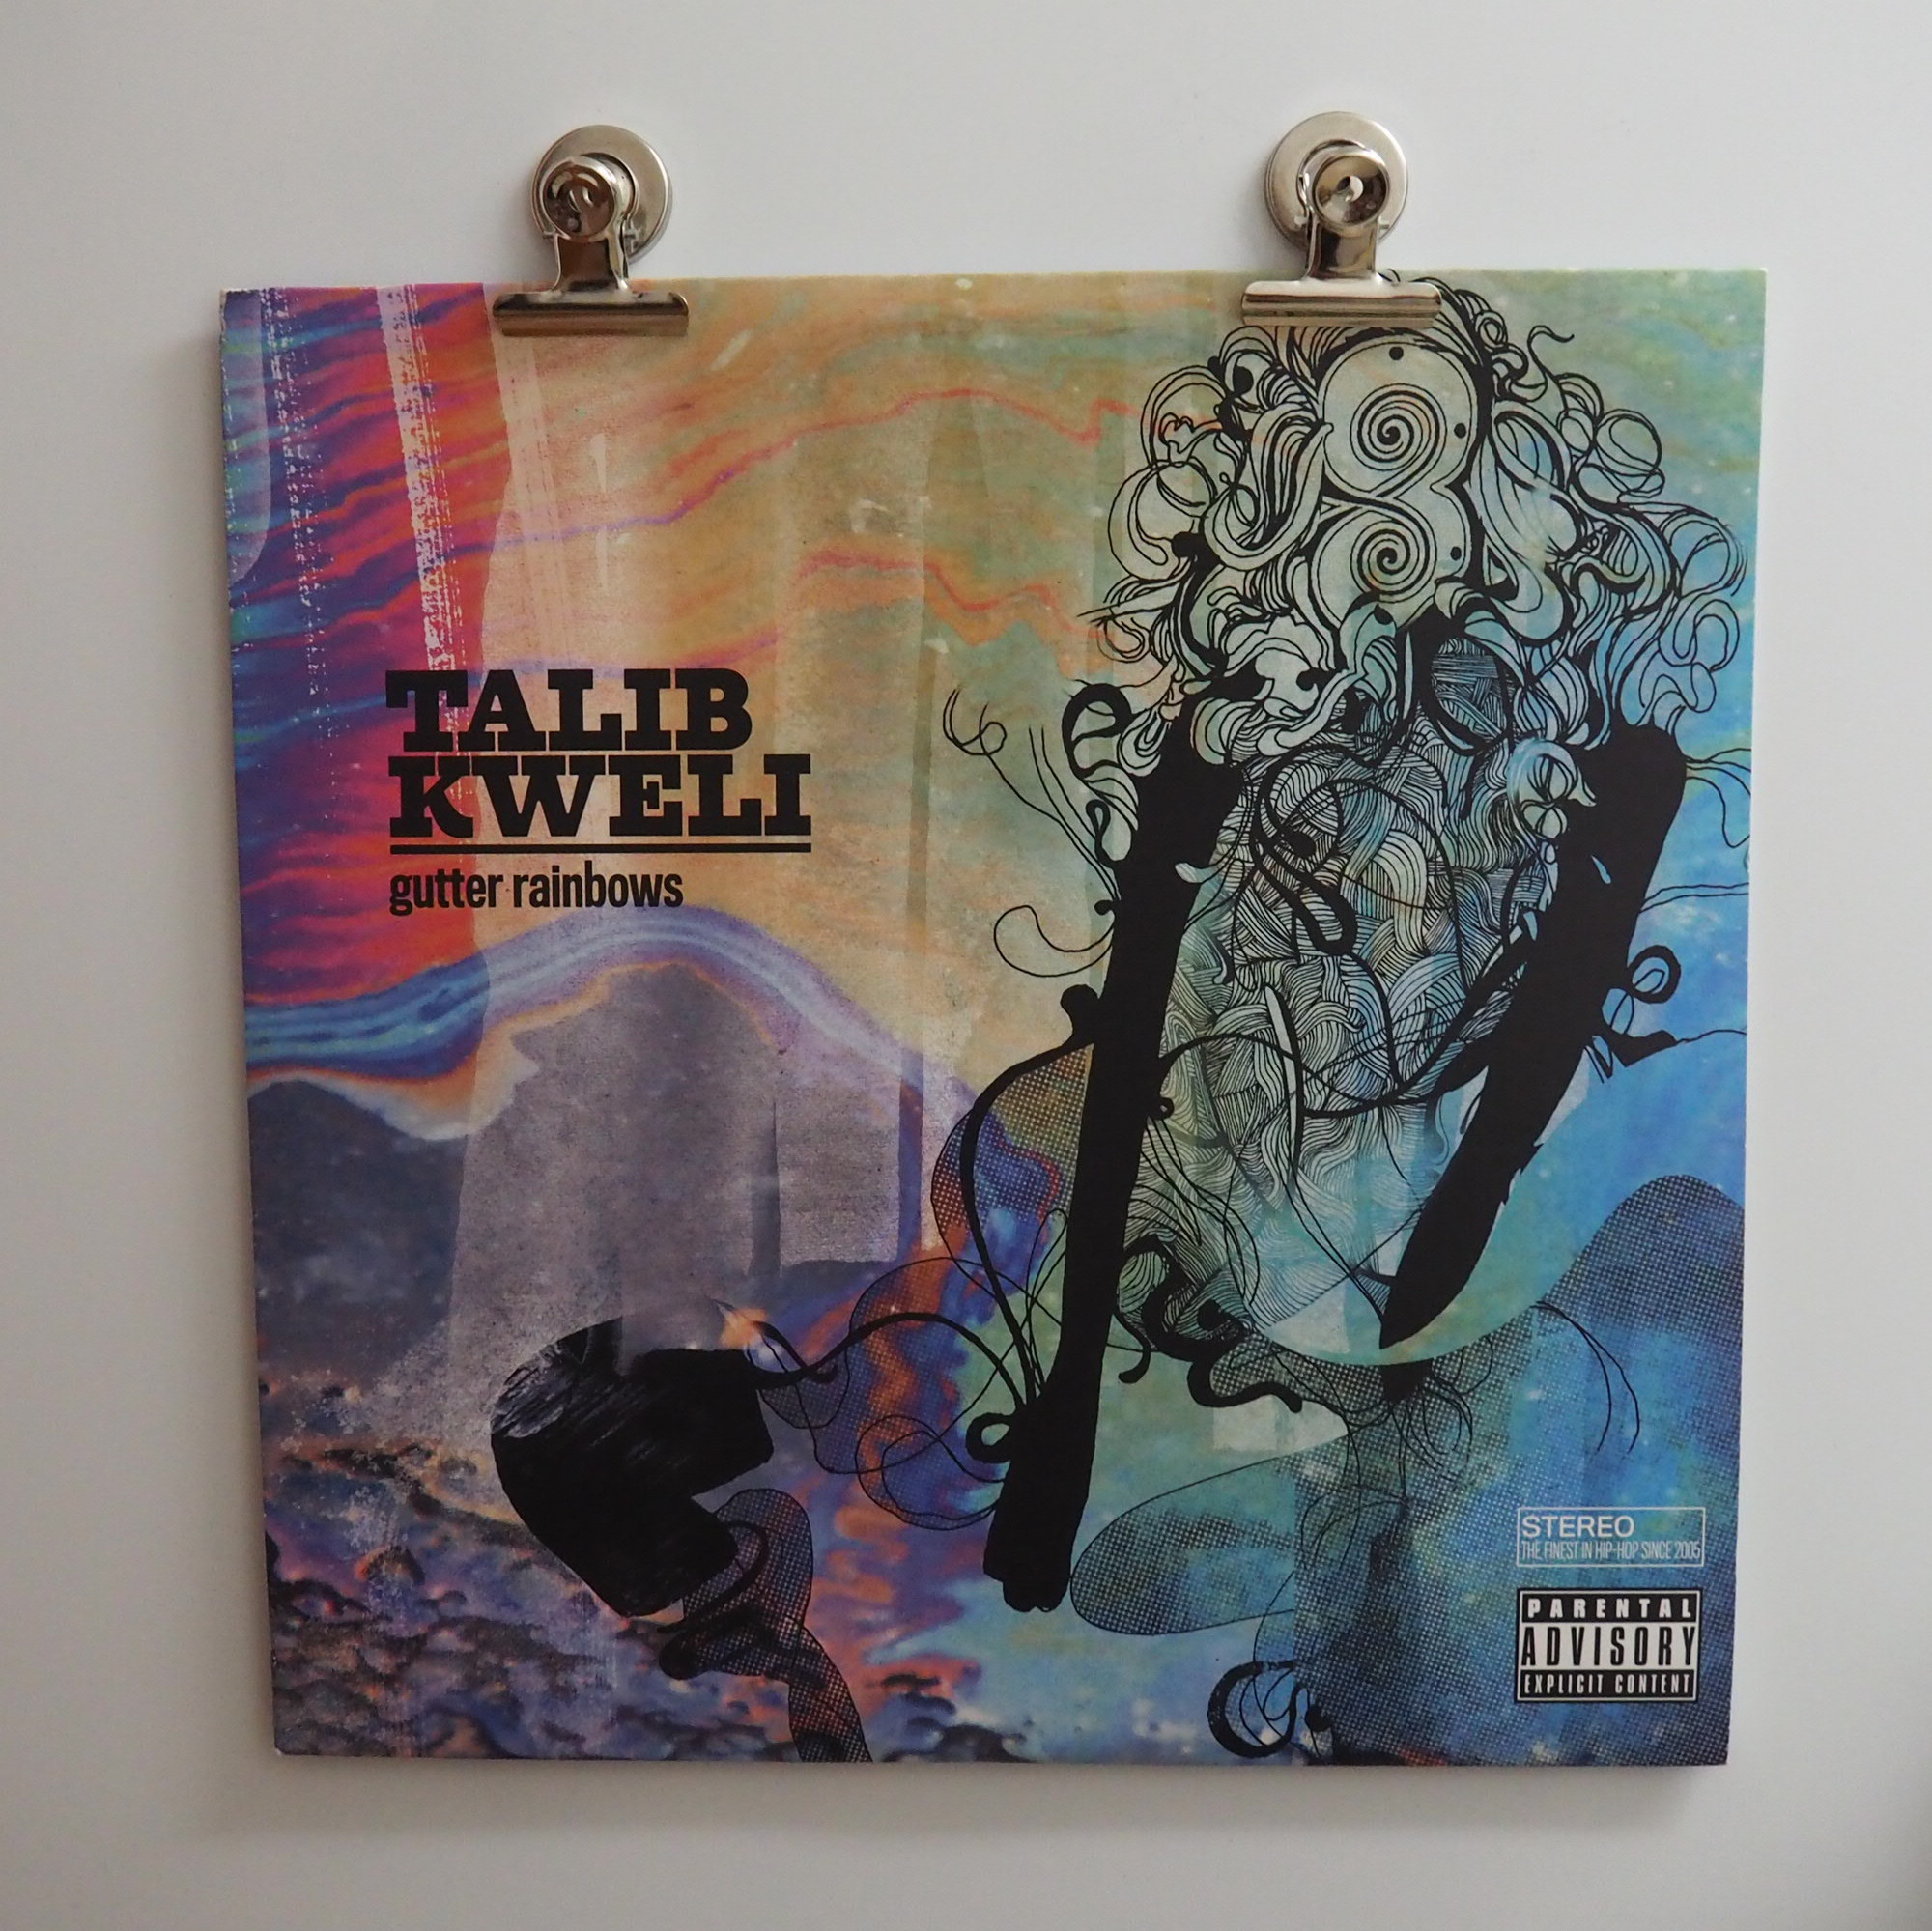 TALIB
KWELI
gutter rainbows
STEREO
THE FINEST IN HIP-HOP SINCE 2005
PARENTAL
ADVISORY
EXPLICIT CONTENT